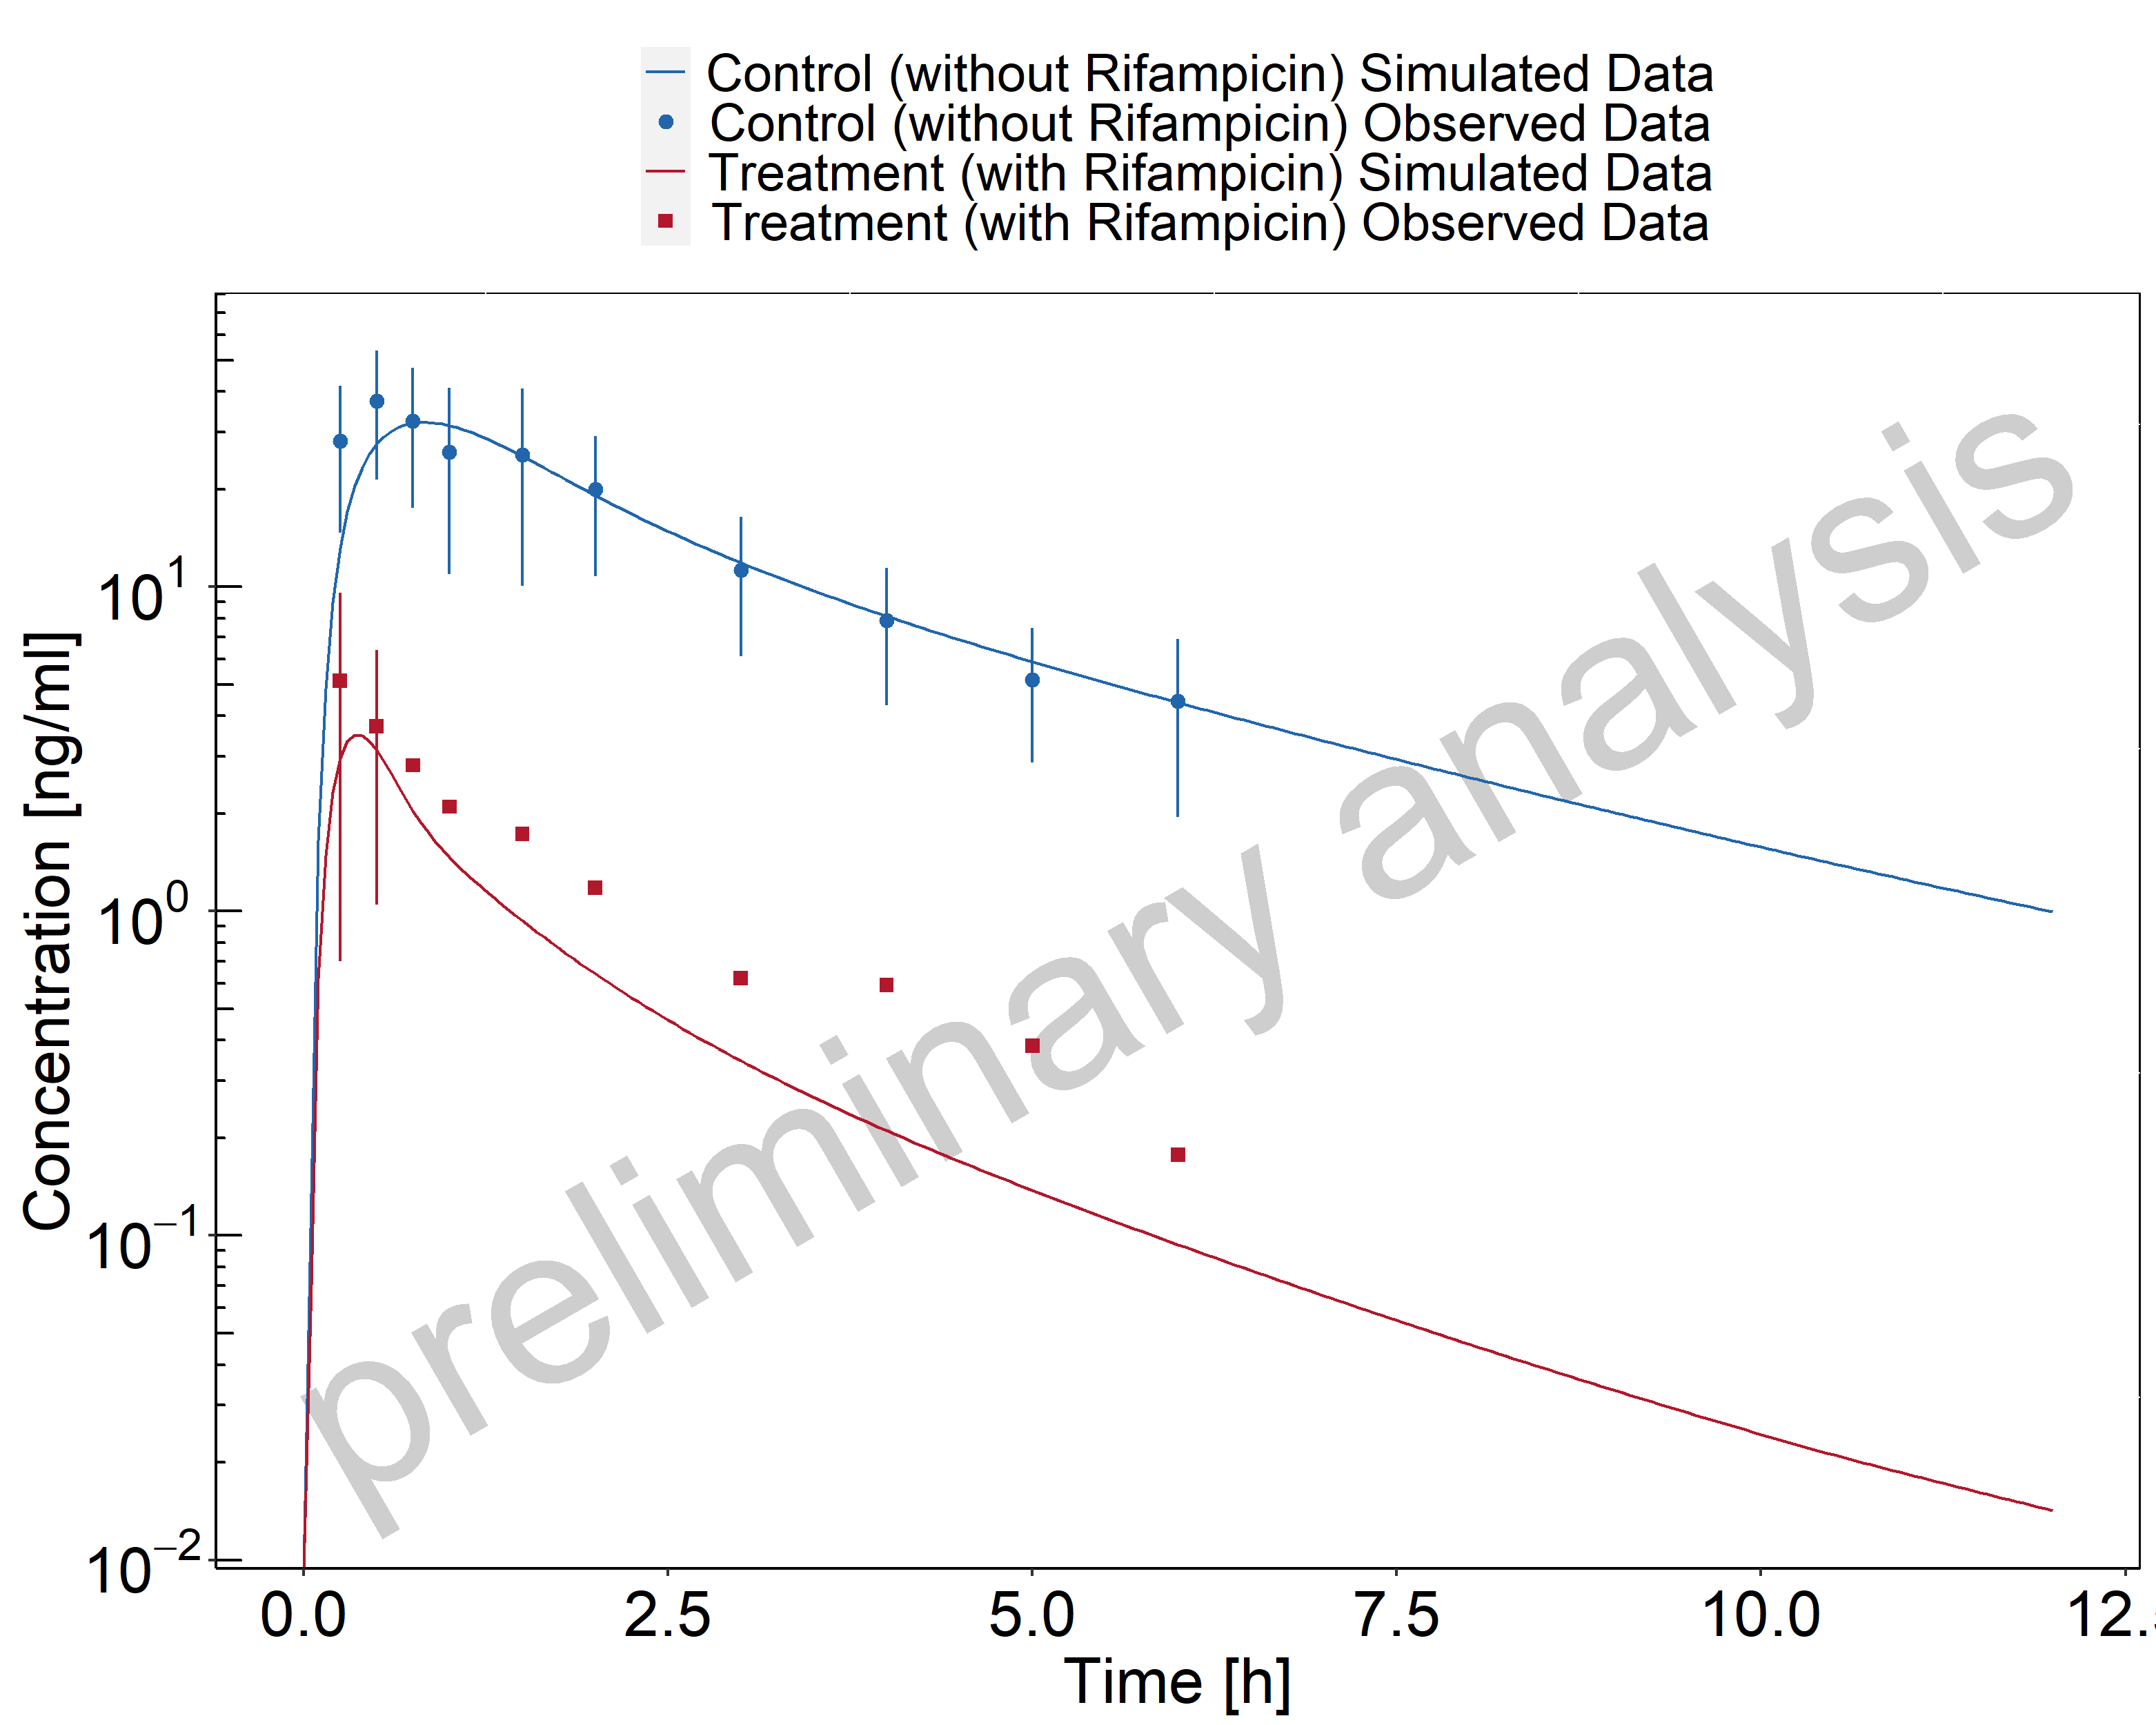 Control (without Rifampicin) Simulated Data
Control (without Rifampicin) Observed Data
Treatment (with Rifampicin) Simulated Data
Treatment (with Rifampicin) Observed Data
Concentration [ng/ml]
10¹
10⁰
10⁻¹
10⁻²
preliminary analysis
0.0 2.5 5.0 7.5 10.0 12.
Time [h]